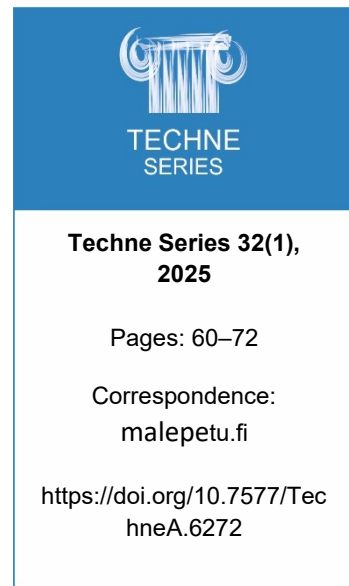 TECHNE
SERIES
Techne Series 32(1),
2025
Pages: 60–72
Correspondence:
malepetu.fi
https://doi.org/10.7577/Tec
hneA.6272